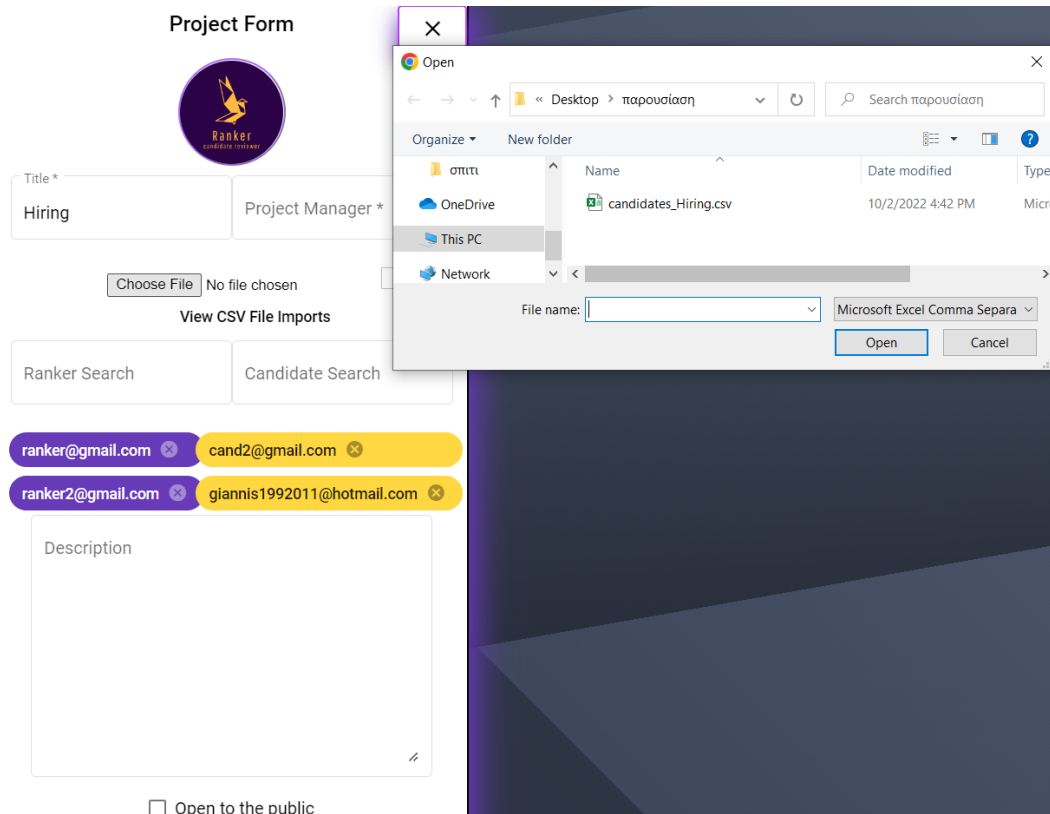 Project Form
Ranker
candidate reviewer
Title *
Hiring
Project Manager *
Choose File No file chosen
View CSV File Imports
Ranker Search
Candidate Search
ranker@gmail.com
cand2@gmail.com
ranker2@gmail.com
giannis1992011@hotmail.com
Description
Open to the public
Open
« Desktop > παρουσίαση
Search παρουσίαση
Organize
New folder
σπιτι
OneDrive
This PC
Network
Name
Date modified
Type
candidates_Hiring.csv
10/2/2022 4:42 PM
Micr
File name:
Microsoft Excel Comma Separa
Open
Cancel